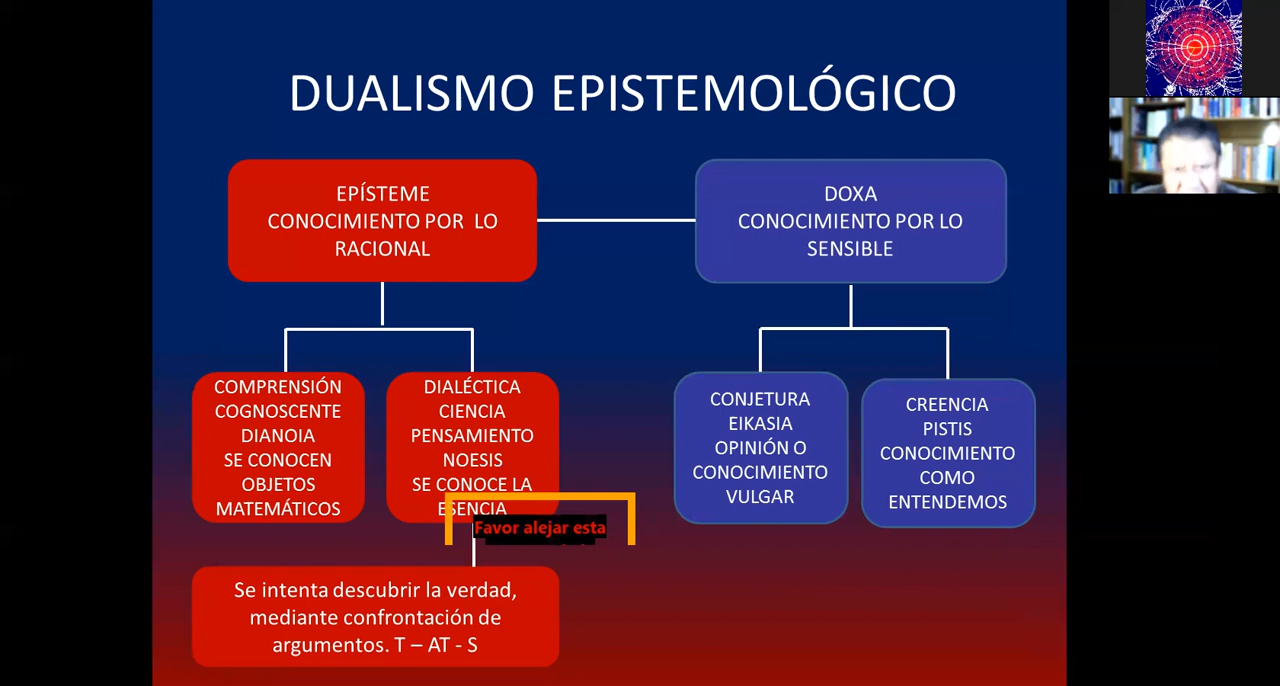 DUALISMO EPISTEMOLÓGICO
EPÍSTEME
CONOCIMIENTO POR LO
RACIONAL
DOXA
CONOCIMIENTO POR LO
SENSIBLE
COMPRENSIÓN
COGNOSCENTE
DIANOIA
SE CONOCEN
OBJETOS
MATEMÁTICOS
DIALÉCTICA
CIENCIA
PENSAMIENTO
NOESIS
SE CONOCE LA
ESENCIA
CONJETURA
EIKASIA
OPINIÓN O
CONOCIMIENTO
VULGAR
CREENCIA
PISTIS
CONOCIMIENTO
COMO
ENTENDEMOS
Favor alejar esta
Se intenta descubrir la verdad,
mediante confrontación de
argumentos. T – AT - S